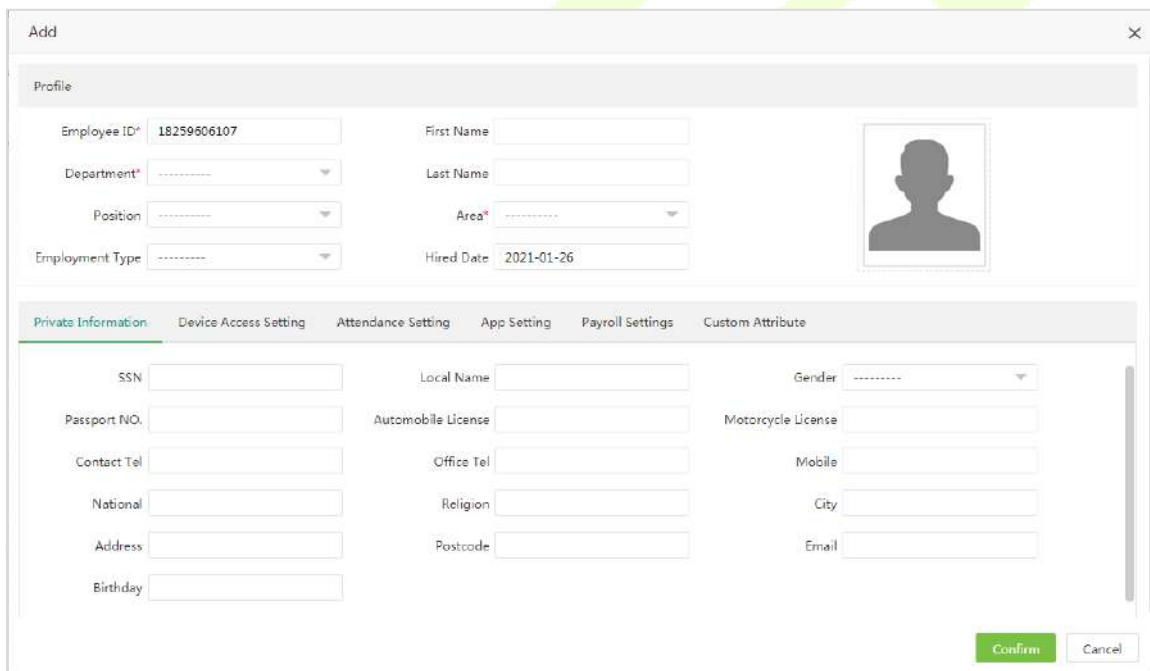 Add
Profile
Employee ID* 18259606107 First Name
Department* ---------- Last Name
Position ---------- Area* ----------
Employment Type --------- Hired Date 2021-01-26
Private Information Device Access Setting Attendance Setting App Setting Payroll Settings Custom Attribute
SSN Local Name Gender ---------
Passport NO. Automobile License Motorcycle License
Contact Tel Office Tel Mobile
National Religion City
Address Postcode Email
Birthday
Confirm Cancel